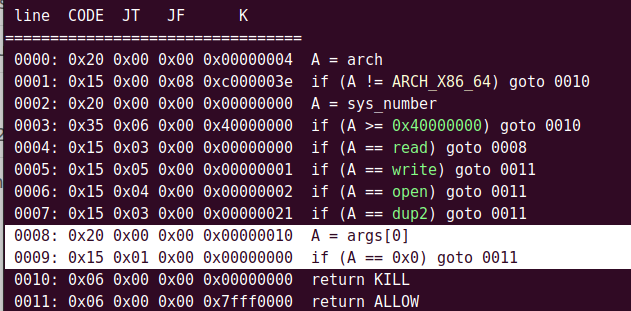 line  CODE  JT   JF      K
=================================
0000: 0x20 0x00 0x00 0x00000004  A = arch
0001: 0x15 0x00 0x08 0xc000003e  if (A != ARCH_X86_64) goto 0010
0002: 0x20 0x00 0x00 0x00000000  A = sys_number
0003: 0x35 0x06 0x00 0x40000000  if (A >= 0x40000000) goto 0010
0004: 0x15 0x03 0x00 0x00000000  if (A == read) goto 0008
0005: 0x15 0x05 0x00 0x00000001  if (A == write) goto 0011
0006: 0x15 0x04 0x00 0x00000002  if (A == open) goto 0011
0007: 0x15 0x03 0x00 0x00000021  if (A == dup2) goto 0011
0008: 0x20 0x00 0x00 0x00000010  A = args[0]
0009: 0x15 0x01 0x00 0x00000000  if (A == 0x0) goto 0011
0010: 0x06 0x00 0x00 0x00000000  return KILL
0011: 0x06 0x00 0x00 0x7fff0000  return ALLOW